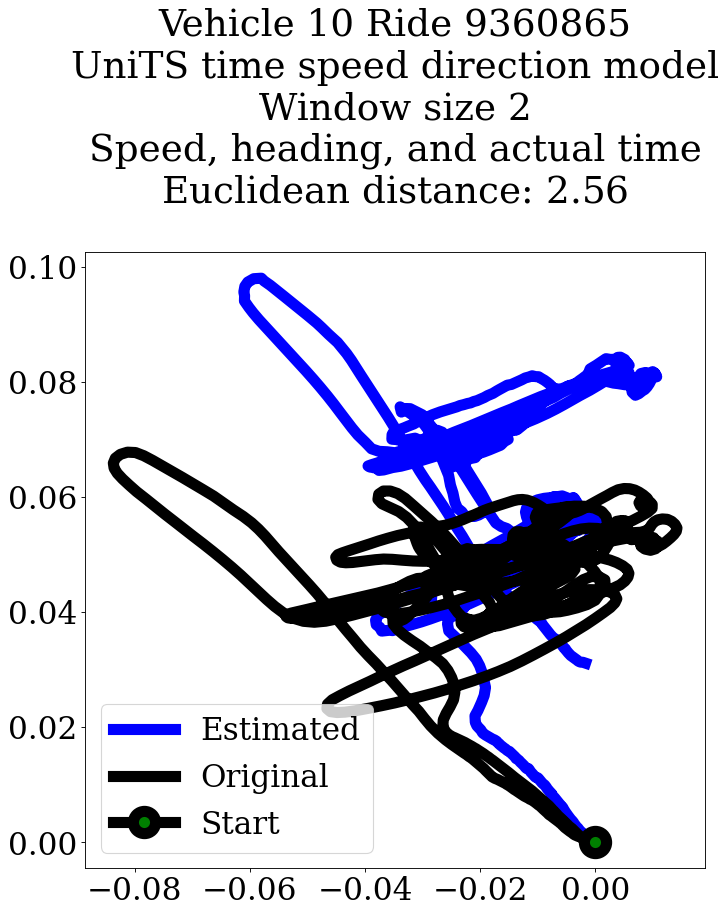 Vehicle 10 Ride 9360865
UniTS time speed direction model
Window size 2
Speed, heading, and actual time
Euclidean distance: 2.56
0.10
0.08
0.06
0.04
0.02
0.00
Estimated
Original
Start
−0.08 −0.06 −0.04 −0.02 0.00